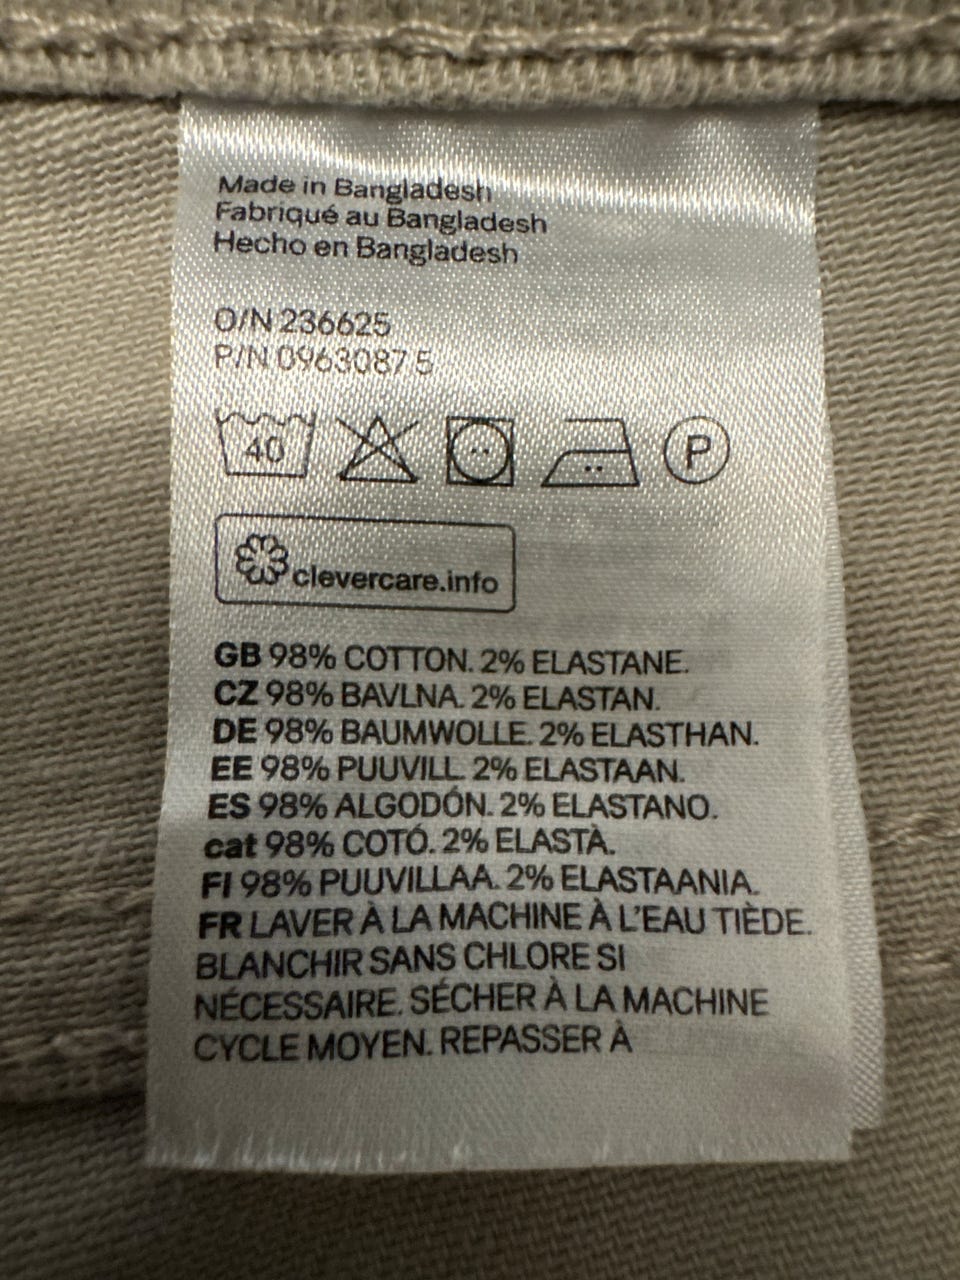 Made in Bangladesh
Fabriqué au Bangladesh
Hecho en Bangladesh
O/N 236625
P/N 0963087 5
40 P
clevercare.info
GB 98% COTTON. 2% ELASTANE.
CZ 98% BAVLNA. 2% ELASTAN.
DE 98% BAUMWOLLE. 2% ELASTHAN.
EE 98% PUUVILL. 2% ELASTAAN.
ES 98% ALGODÓN. 2% ELASTANO.
cat 98% COTÓ. 2% ELASTÀ.
FI 98% PUUVILLAA. 2% ELASTAANIA.
FR LAVER À LA MACHINE À L'EAU TIÈDE.
BLANCHIR SANS CHLORE SI
NÉCESSAIRE. SÉCHER À LA MACHINE
CYCLE MOYEN. REPASSER À